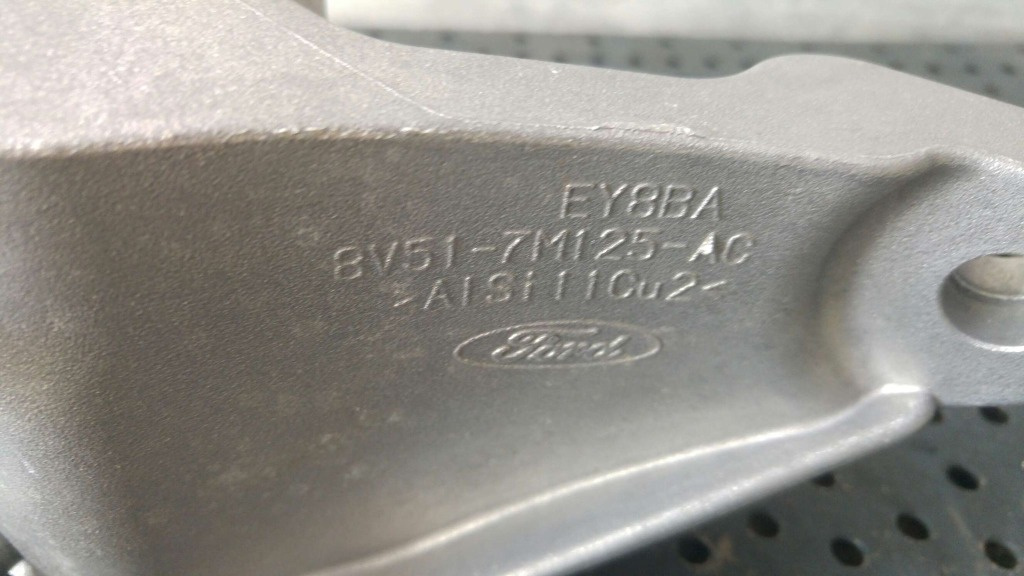 EY8BA
8V51-7M125-AC
>AlSi11Cu2<
Ford